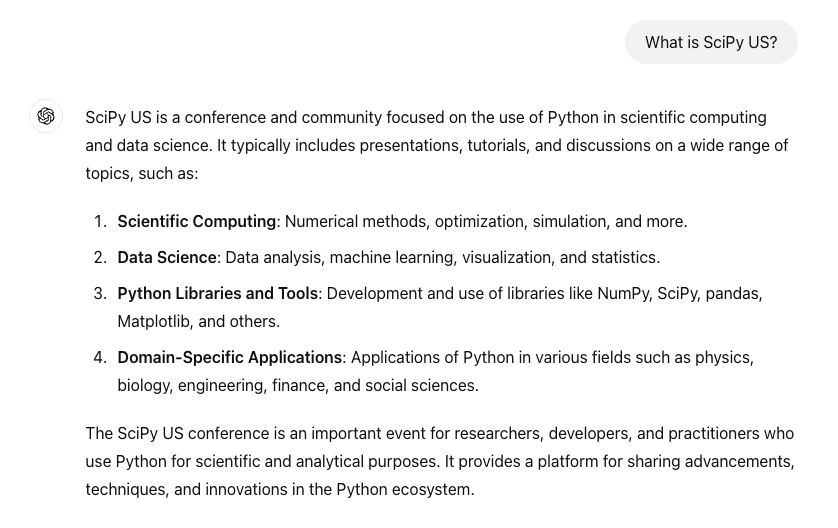 What is SciPy US?
SciPy US is a conference and community focused on the use of Python in scientific computing
and data science. It typically includes presentations, tutorials, and discussions on a wide range of
topics, such as:
1. Scientific Computing: Numerical methods, optimization, simulation, and more.
2. Data Science: Data analysis, machine learning, visualization, and statistics.
3. Python Libraries and Tools: Development and use of libraries like NumPy, SciPy, pandas,
Matplotlib, and others.
4. Domain-Specific Applications: Applications of Python in various fields such as physics,
biology, engineering, finance, and social sciences.
The SciPy US conference is an important event for researchers, developers, and practitioners who
use Python for scientific and analytical purposes. It provides a platform for sharing advancements,
techniques, and innovations in the Python ecosystem.